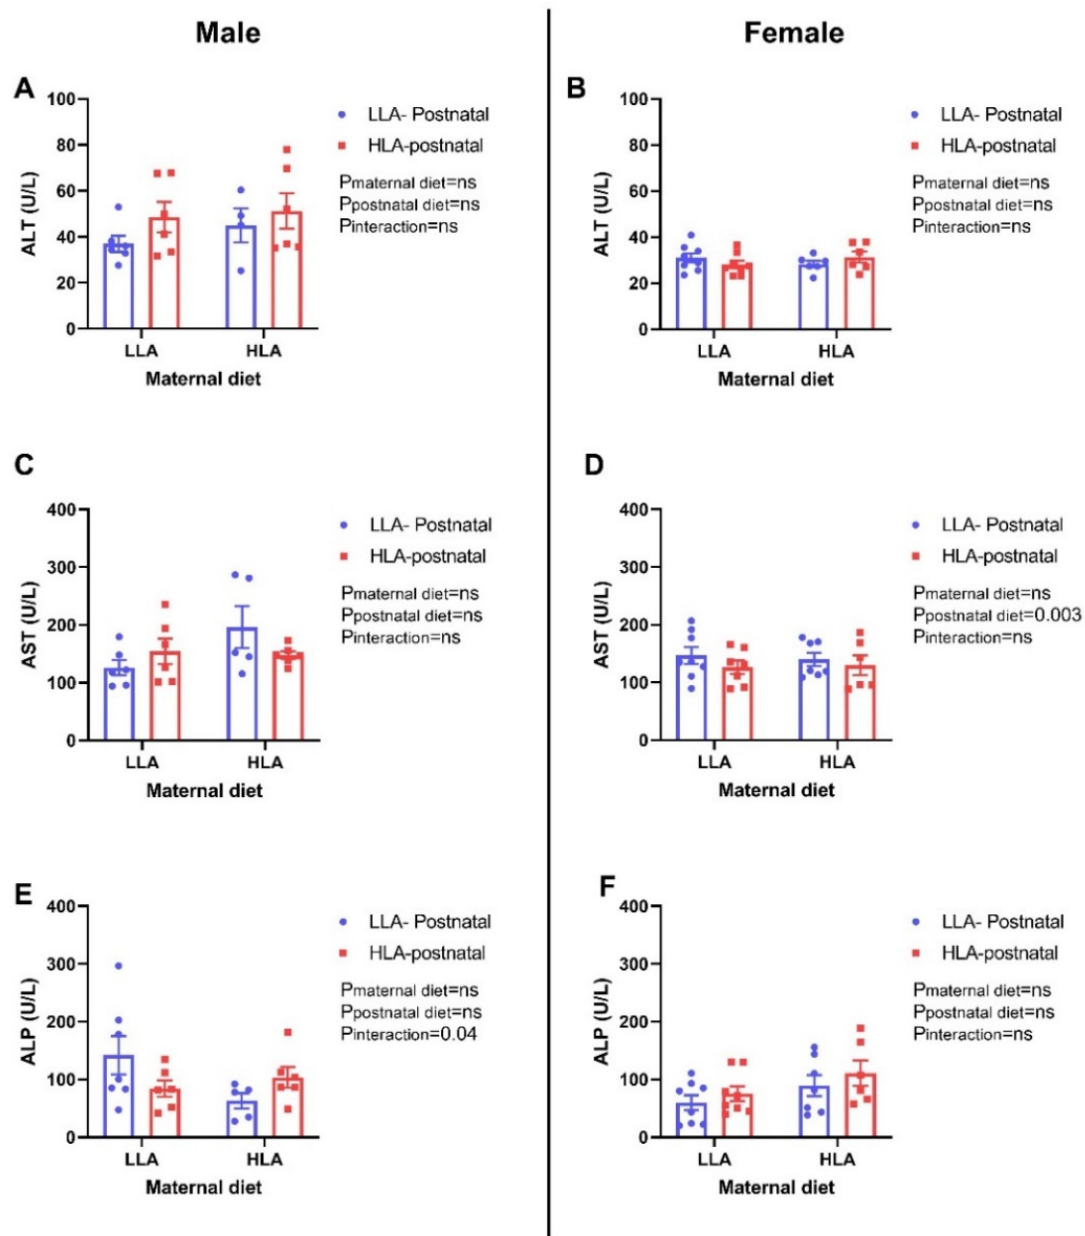 Male
Female
A
100
80
60
40
20
0
ALT (U/L)
LLA
HLA
Maternal diet
LLA- Postnatal
HLA-postnatal
Pmaternal diet=ns
Ppostnatal diet=ns
Pinteraction=ns
B
100
80
60
40
20
0
ALT (U/L)
LLA
HLA
Maternal diet
LLA- Postnatal
HLA-postnatal
Pmaternal diet=ns
Ppostnatal diet=ns
Pinteraction=ns
C
400
300
200
100
0
AST (U/L)
LLA
HLA
Maternal diet
LLA- Postnatal
HLA-postnatal
Pmaternal diet=ns
Ppostnatal diet=ns
Pinteraction=ns
D
400
300
200
100
0
AST (U/L)
LLA
HLA
Maternal diet
LLA- Postnatal
HLA-postnatal
Pmaternal diet=ns
Ppostnatal diet=0.003
Pinteraction=ns
E
400
300
200
100
0
ALP (U/L)
LLA
HLA
Maternal diet
LLA- Postnatal
HLA-postnatal
Pmaternal diet=ns
Ppostnatal diet=ns
Pinteraction=0.04
F
400
300
200
100
0
ALP (U/L)
LLA
HLA
Maternal diet
LLA- Postnatal
HLA-postnatal
Pmaternal diet=ns
Ppostnatal diet=ns
Pinteraction=ns